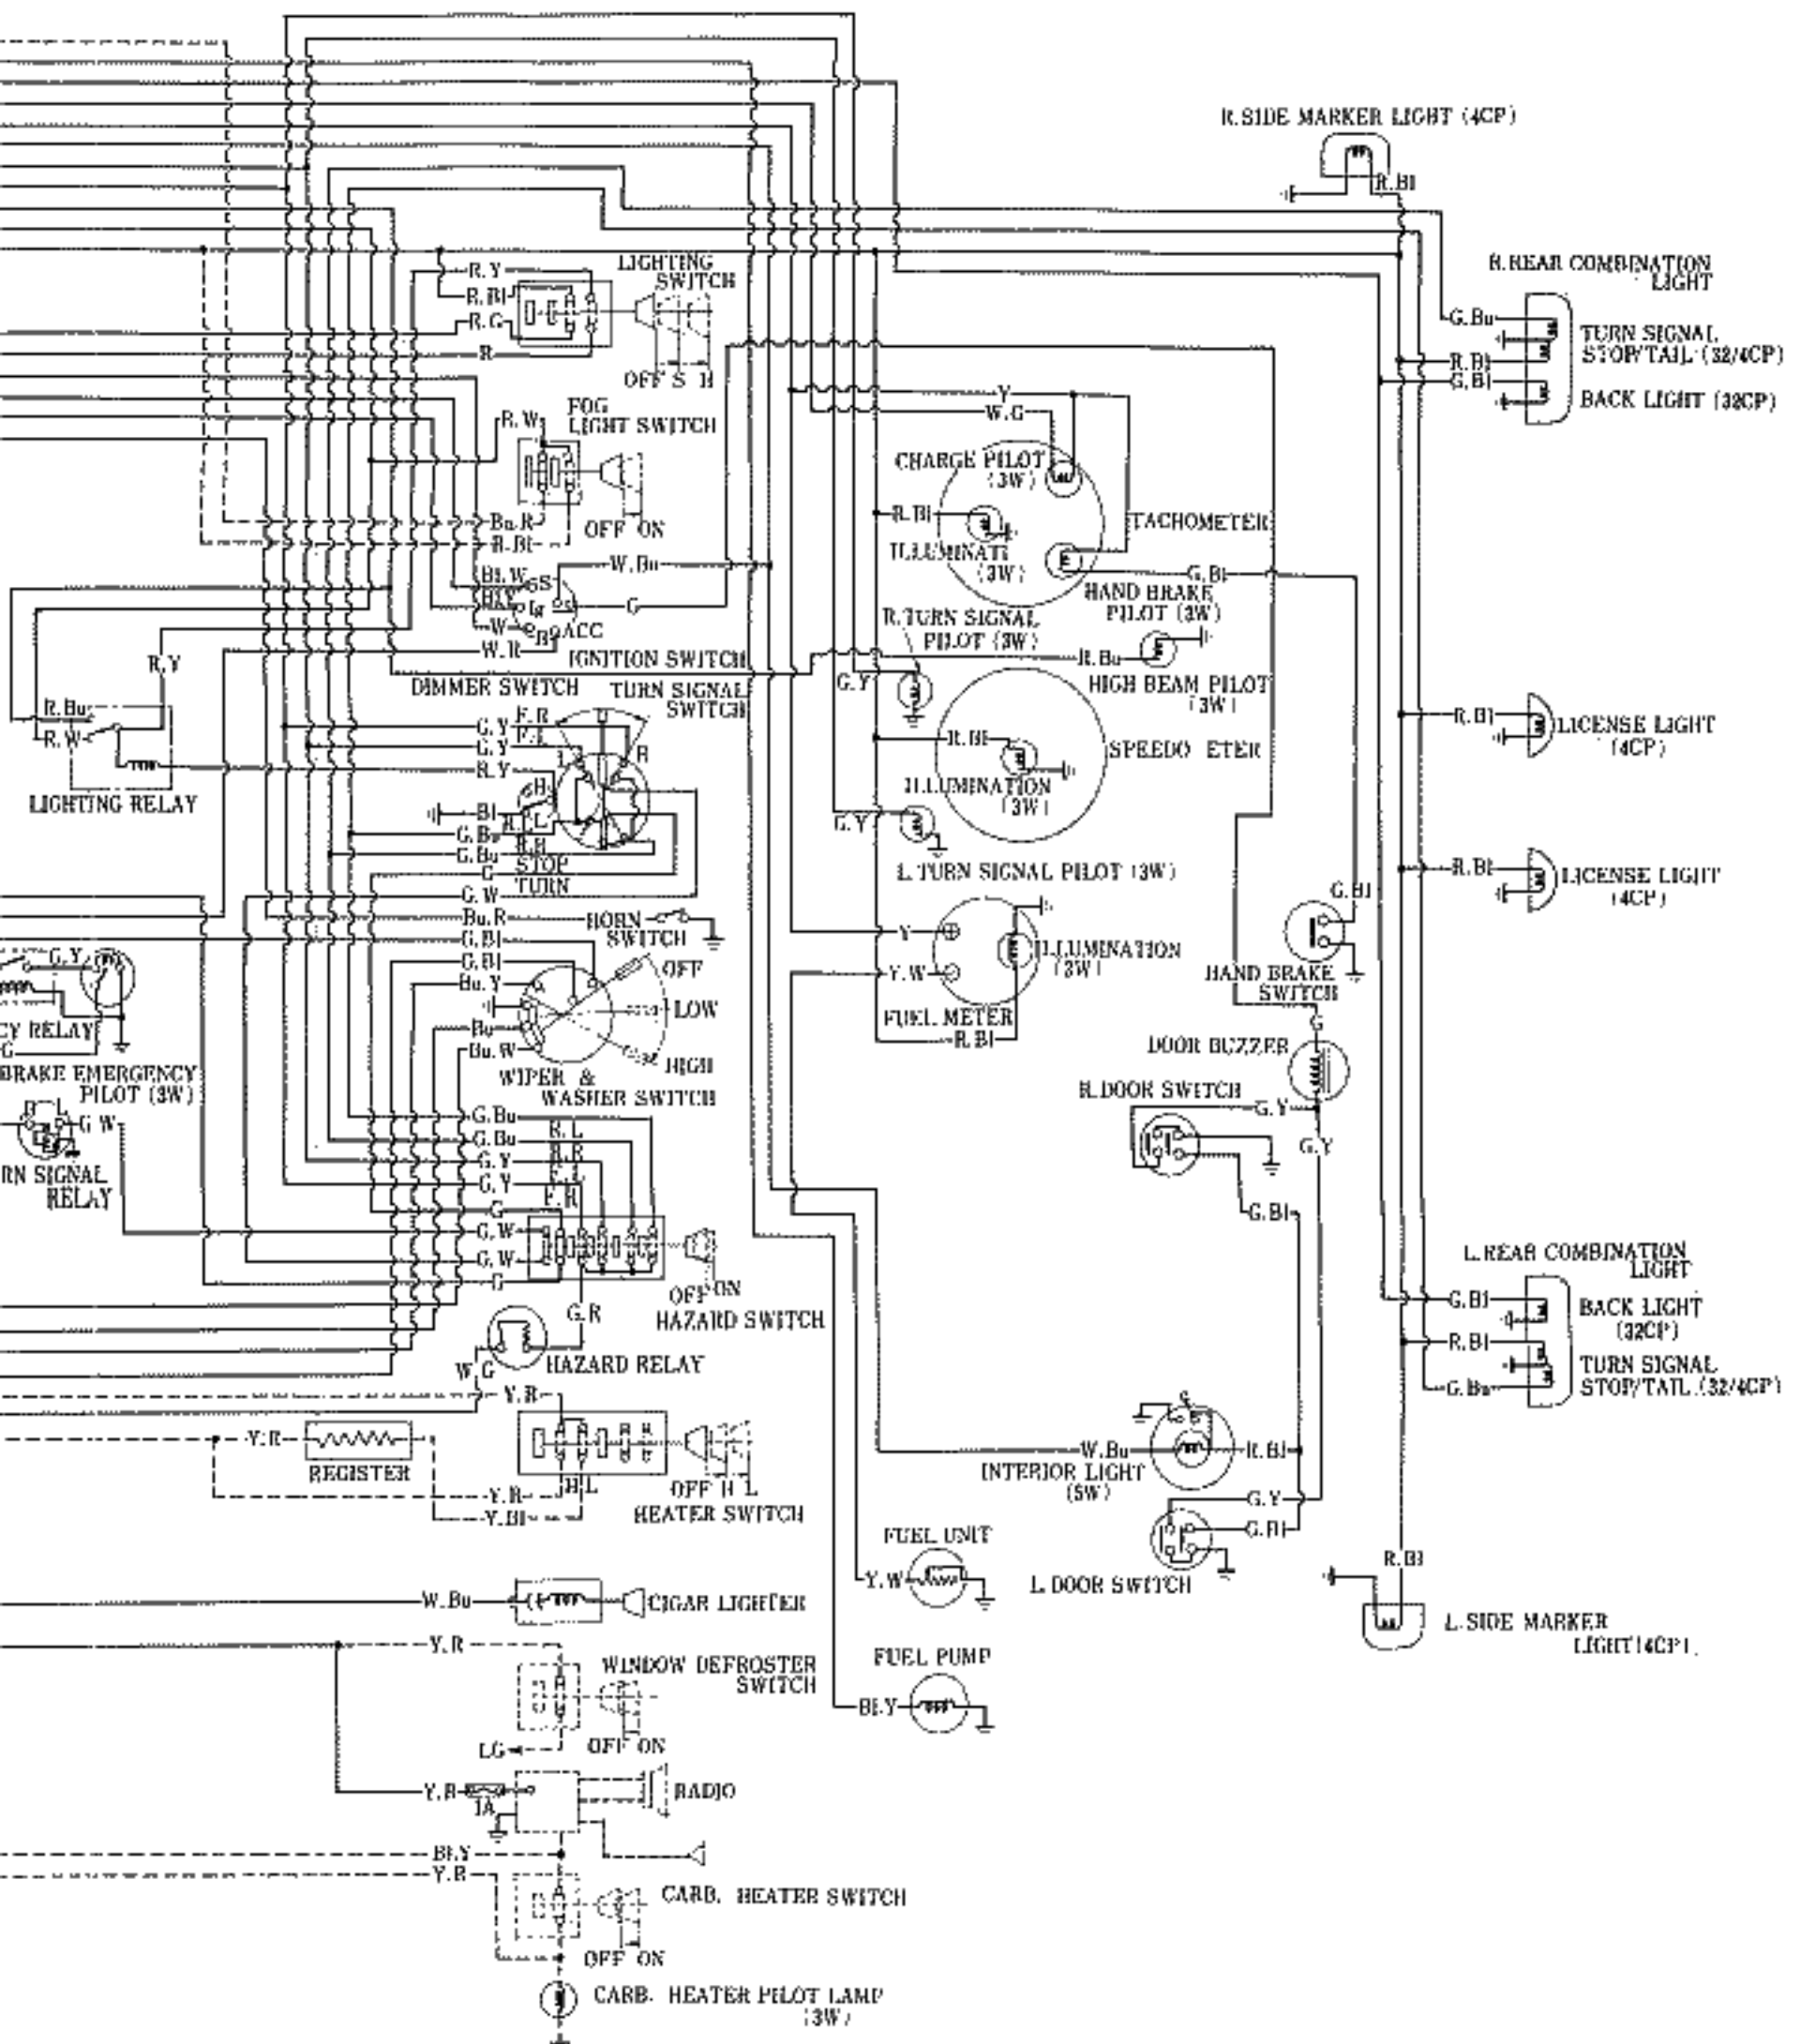 R.SIDE MARKER LIGHT (4CP)
R.Bl
LIGHTING
SWITCH
R.Y
R.Bl
R.G
R
OFF S H
R.REAR COMBINATION
LIGHT
G.Bu
TURN SIGNAL
STOP/TAIL (32/4CP)
R.Bl
G.Bl
BACK LIGHT (32CP)
FOG
LIGHT SWITCH
R.W
Bu.R
R.Bl
OFF ON
Y
W.G
CHARGE PILOT
(3W)
R.Bl
TACHOMETER
ILLUMINATI
(3W)
G.Bl
HAND BRAKE
PILOT (3W)
W.Bu
Bl.W
S
Ig
G
W
B
ACC
W.R
IGNITION SWITCH
R.TURN SIGNAL
PILOT (3W)
R.Bu
HIGH BEAM PILOT
(3W)
G.Y
R.Y
R.Bu
R.W
LIGHTING RELAY
DIMMER SWITCH
TURN SIGNAL
SWITCH
G.Y
F.R
G.Y
F.L
R.Y
R
H
L
Bl
G.Bu
R.L
G.Bu
R.R
STOP
G
TURN
G.W
R.Bl
SPEEDO ETER
ILLUMINATION
(3W)
G.Y
L.TURN SIGNAL PILOT (3W)
R.Bl
LICENSE LIGHT
(4CP)
R.Bl
LICENSE LIGHT
(4CP)
Bu.R
HORN
SWITCH
G.Bl
G.Bl
Bu.Y
Bu
Bu.W
OFF
LOW
HIGH
WIPER &
WASHER SWITCH
Y
Y.W
ILLUMINATION
(3W)
FUEL METER
R.Bl
G.Bl
HAND BRAKE
SWITCH
G
DOOR BUZZER
R.DOOR SWITCH
G.Y
G.Y
G.Bl
G.Y
CY RELAY
G
BRAKE EMERGENCY
PILOT (3W)
B
L
G W
RN SIGNAL
RELAY
G.Bu
R.L
G.Bu
R.R
G.Y
G.Y
F.R
G
G.W
G.W
G
OFF ON
HAZARD SWITCH
G.R
W G
HAZARD RELAY
L.REAR COMBINATION
LIGHT
G.Bl
BACK LIGHT
(32CP)
R.Bl
TURN SIGNAL
STOP/TAIL (32/4CP)
G.Bu
Y.R
Y.R
REGISTER
Y.R
H L
Y.Bl
OFF H L
HEATER SWITCH
W.Bu
R.Bl
INTERIOR LIGHT
(5W)
G.Y
G.Bl
L.DOOR SWITCH
FUEL UNIT
Y.W
R.Bl
L.SIDE MARKER
LIGHT(4CP)
W.Bu
CIGAR LIGHTER
Y.R
WINDOW DEFROSTER
SWITCH
LG
OFF ON
FUEL PUMP
Bl.Y
Y.R
1A
RADIO
Bl.Y
Y.R
CARB. HEATER SWITCH
OFF ON
CARB. HEATER PILOT LAMP
(3W)